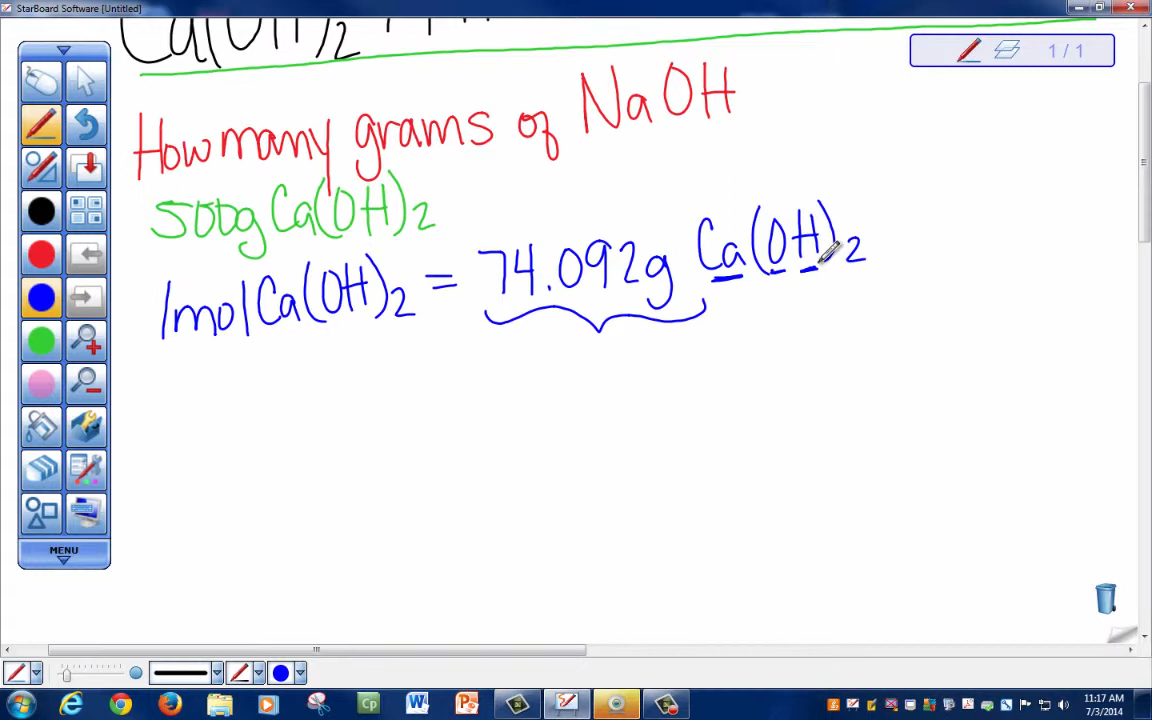 StarBoard Software [Untitled]
1 / 1
How many grams of NaOH
500g Ca(OH)2
1mol Ca(OH)2 = 74.092g Ca(OH)2
MENU
Cp
11:17 AM
7/3/2014